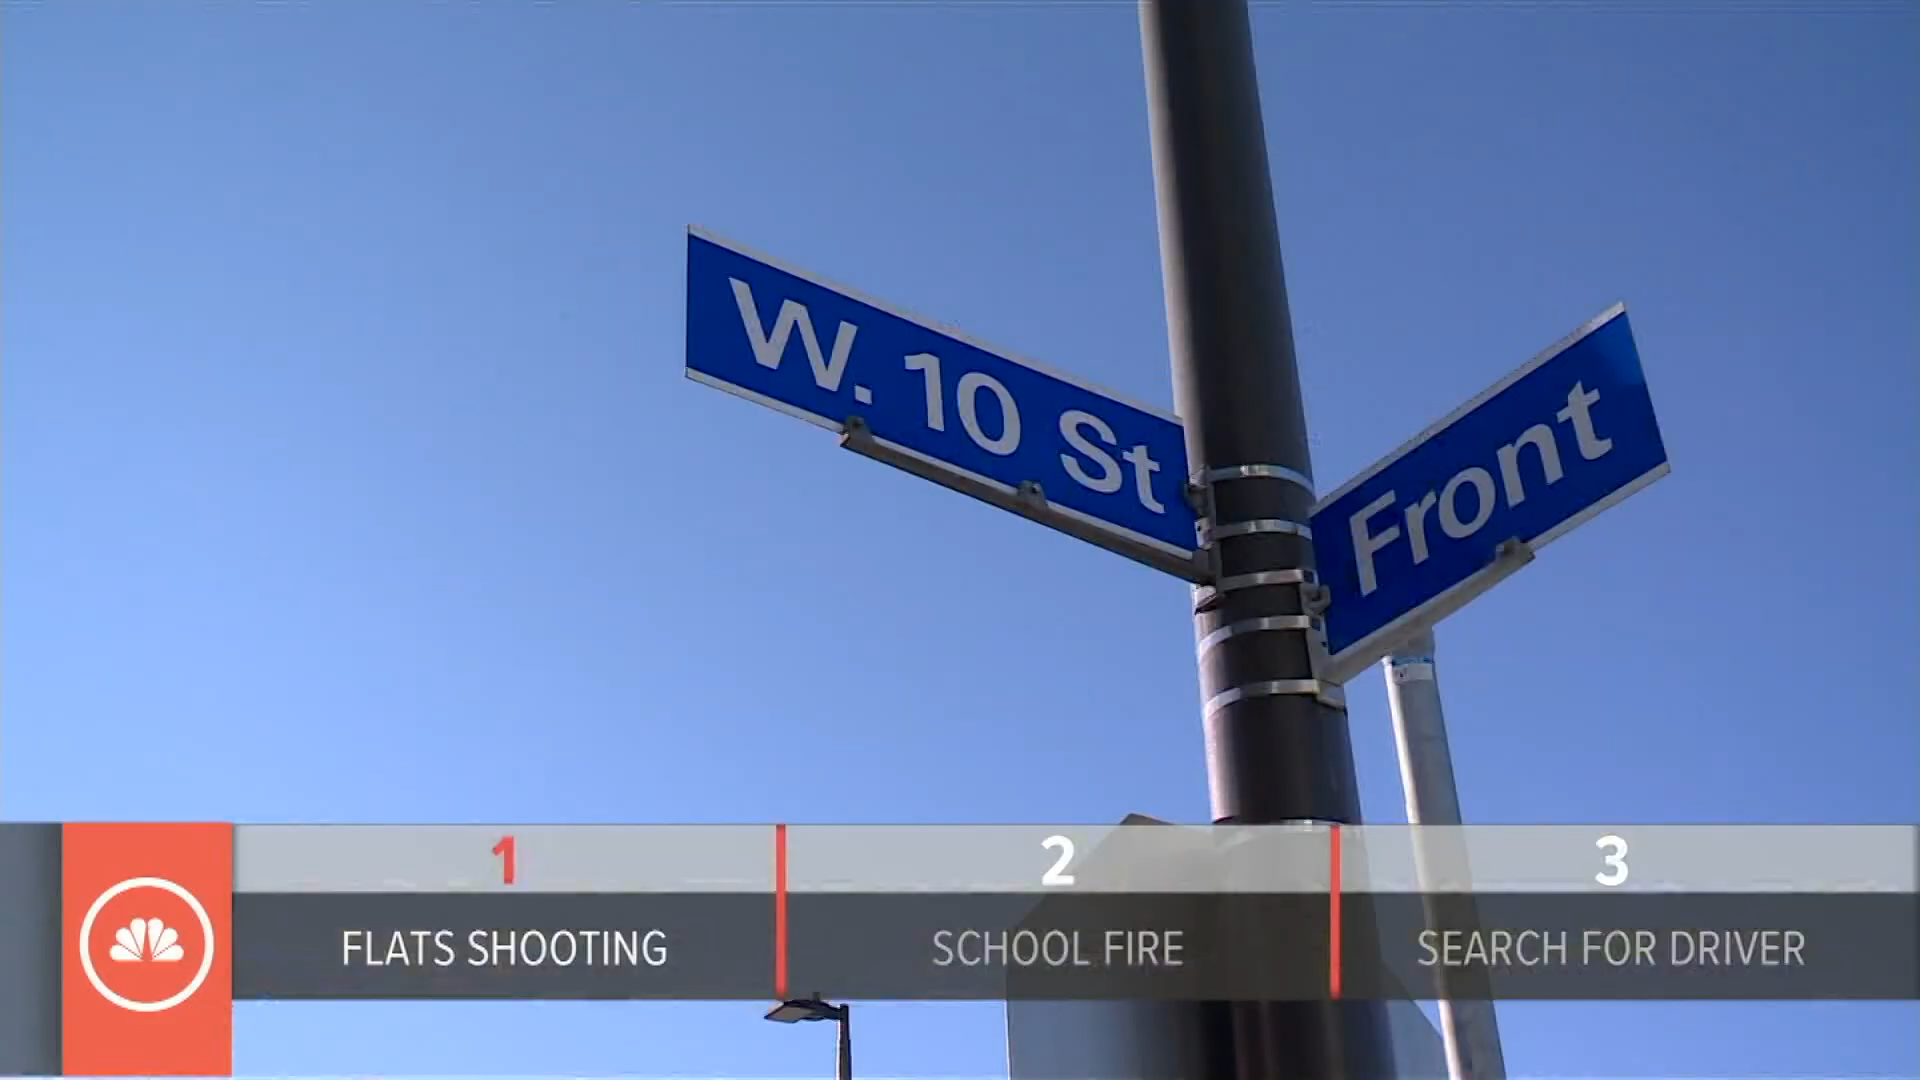 W. 10 St
Front
1
2
3
FLATS SHOOTING
SCHOOL FIRE
SEARCH FOR DRIVER